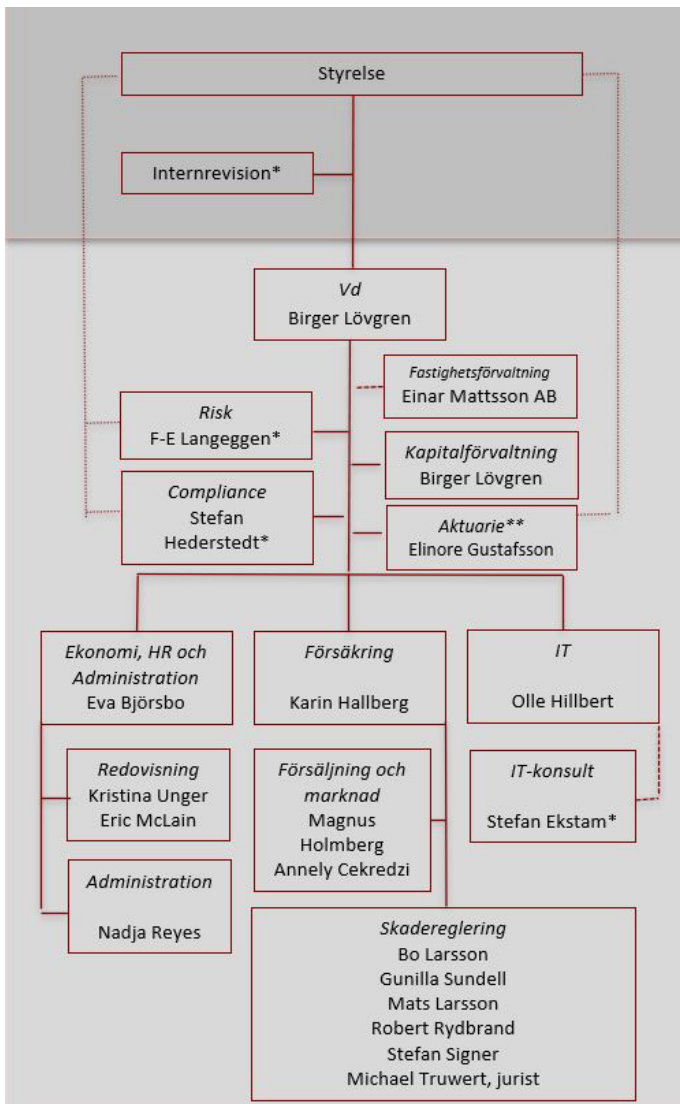 Styrelse
Internrevision*
Vd
Birger Lövgren
Fastighetsförvaltning
Einar Mattsson AB
Risk
F-E Langeggen*
Kapitalförvaltning
Birger Lövgren
Compliance
Stefan
Hederstedt*
Aktuarie**
Elinore Gustafsson
Ekonomi, HR och
Administration
Eva Björsbo
Försäkring
Karin Hallberg
IT
Olle Hillbert
Redovisning
Kristina Unger
Eric McLain
Försäljning och
marknad
Magnus
Holmberg
Annely Cekredzi
IT-konsult
Stefan Ekstam*
Administration
Nadja Reyes
Skadereglering
Bo Larsson
Gunilla Sundell
Mats Larsson
Robert Rydbrand
Stefan Signer
Michael Truwert, jurist